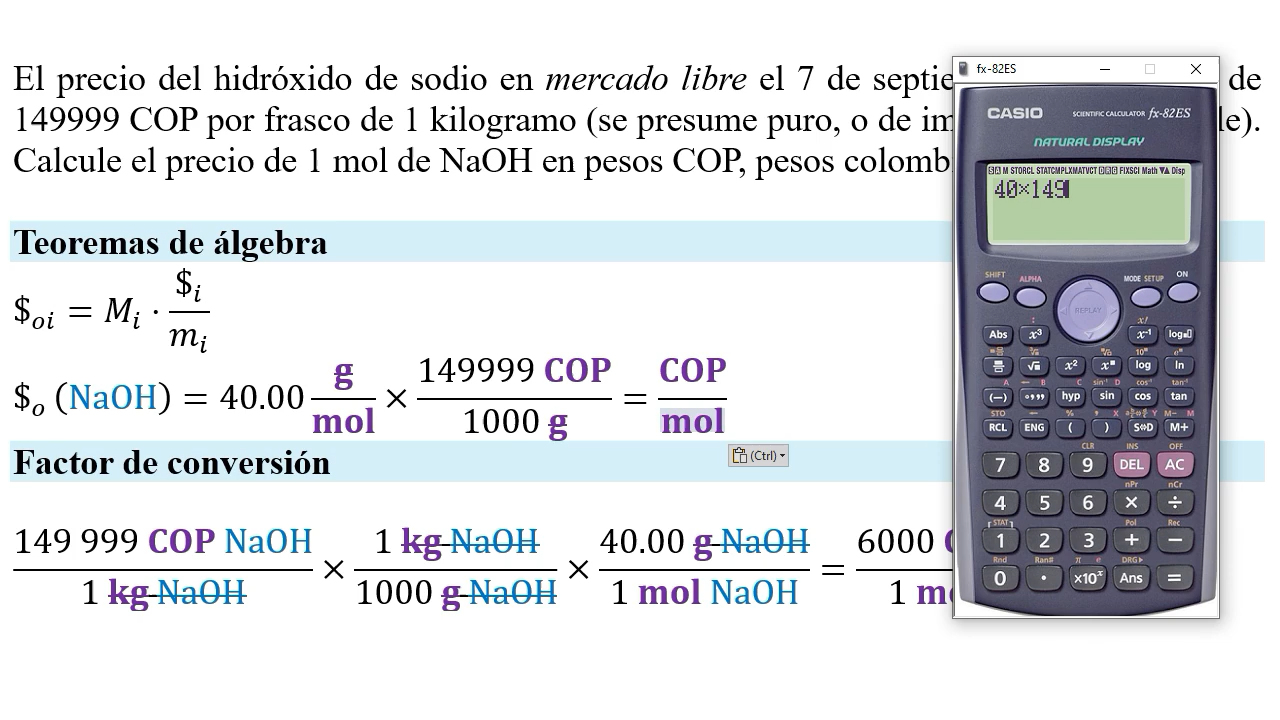 El precio del hidróxido de sodio en mercado libre el 7 de septie de
149999 COP por frasco de 1 kilogramo (se presume puro, o de im le).
Calcule el precio de 1 mol de NaOH en pesos COP, pesos colomb
Teoremas de álgebra
$oi = Mi · $i / mi
$o (NaOH) = 40.00 g/mol × 149999 COP / 1000 g = COP/mol
(Ctrl)
Factor de conversión
149 999 COP NaOH / 1 kg NaOH × 1 kg NaOH / 1000 g NaOH × 40.00 g NaOH / 1 mol NaOH = 6000 / 1 m
fx-82ES
CASIO SCIENTIFIC CALCULATOR fx-82ES
NATURAL DISPLAY
S A M STORCL STATCMPLXMATVCT D R G FIXSCI Math ▼▲ Disp
40×149
SHIFT ALPHA MODE SETUP ON
REPLAY
Abs x³ x⁻¹ log
√ x² log ln
(−) hyp sin cos tan
RCL ENG ( ) S⇔D M+
7 8 9 DEL AC
4 5 6 × ÷
1 2 3 + −
0 . ×10ˣ Ans =